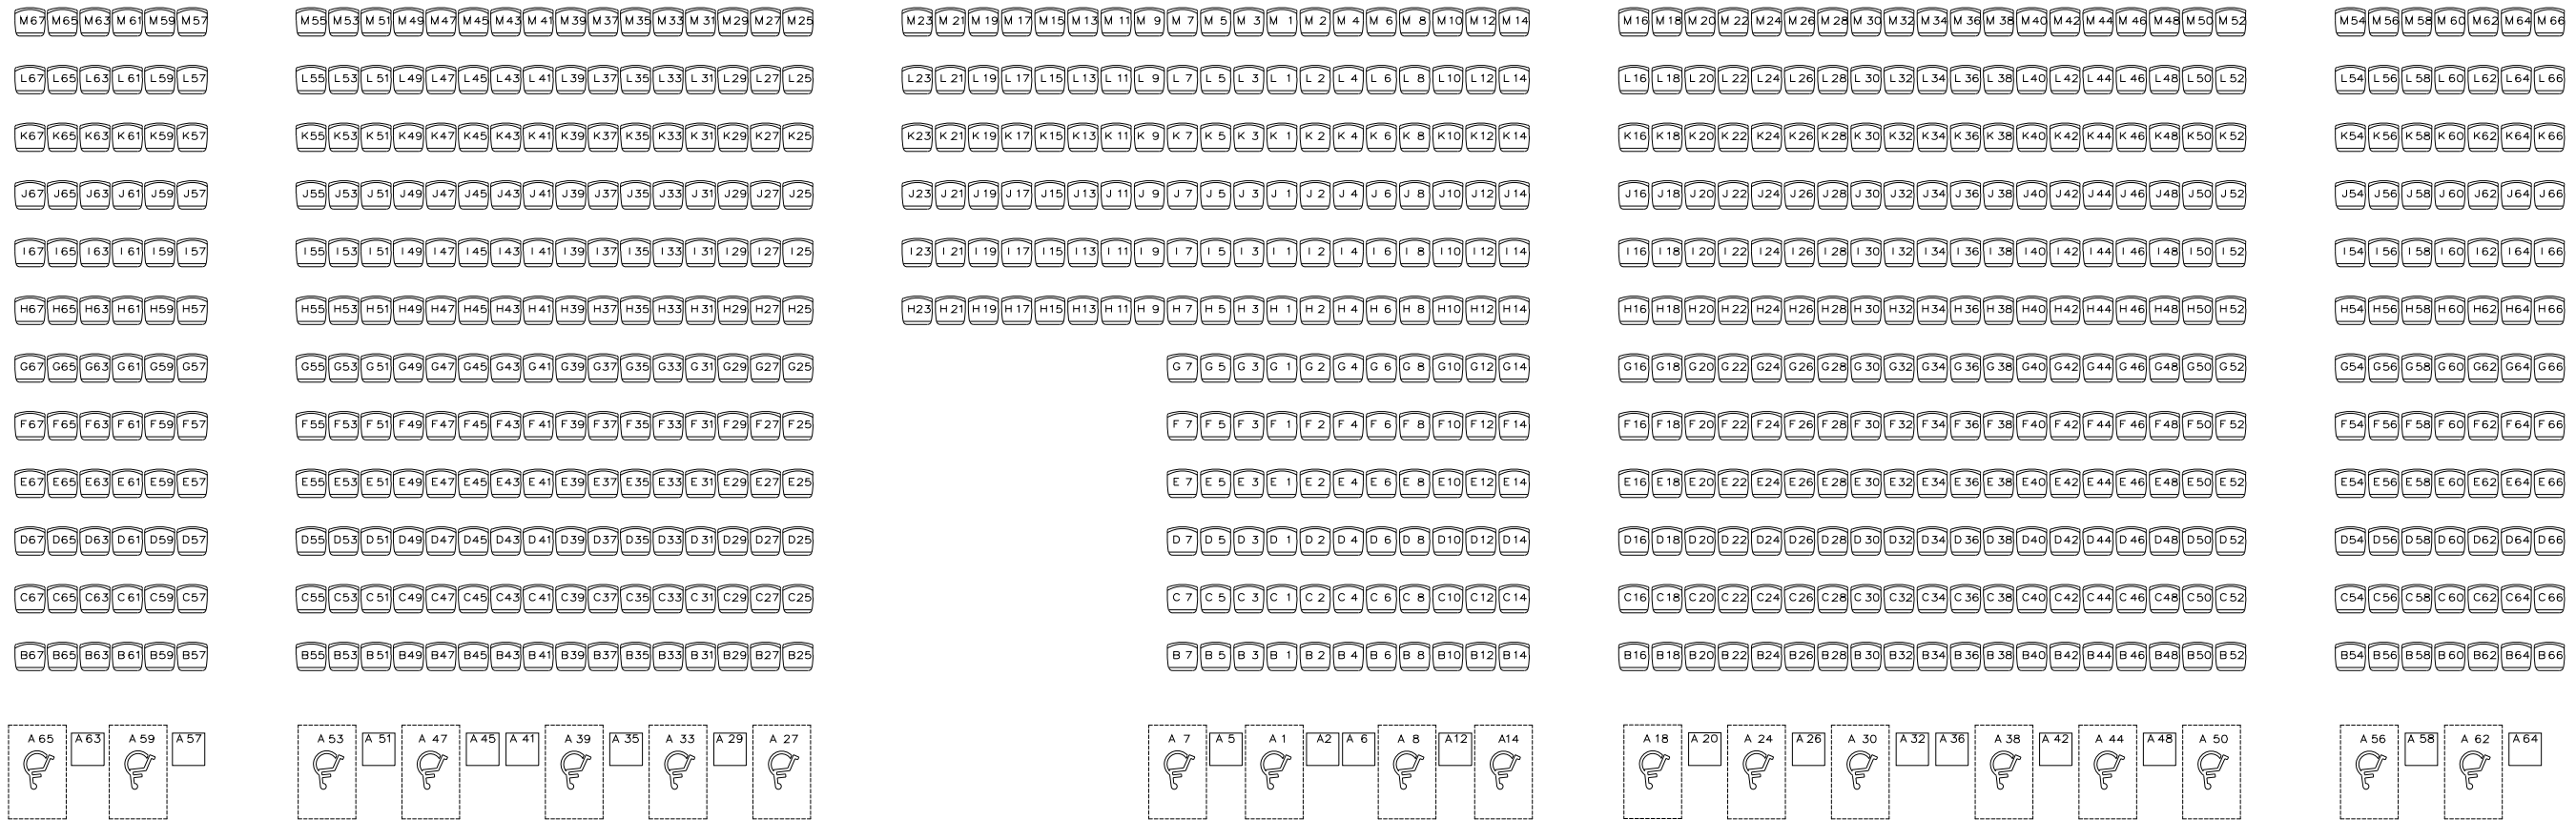 M67 M65 M63 M61 M59 M57 M55 M53 M51 M49 M47 M45 M43 M41 M39 M37 M35 M33 M31 M29 M27 M25 M23 M21 M19 M17 M15 M13 M11 M9 M7 M5 M3 M1 M2 M4 M6 M8 M10 M12 M14 M16 M18 M20 M22 M24 M26 M28 M30 M32 M34 M36 M38 M40 M42 M44 M46 M48 M50 M52 M54 M56 M58 M60 M62 M64 M66
L67 L65 L63 L61 L59 L57 L55 L53 L51 L49 L47 L45 L43 L41 L39 L37 L35 L33 L31 L29 L27 L25 L23 L21 L19 L17 L15 L13 L11 L9 L7 L5 L3 L1 L2 L4 L6 L8 L10 L12 L14 L16 L18 L20 L22 L24 L26 L28 L30 L32 L34 L36 L38 L40 L42 L44 L46 L48 L50 L52 L54 L56 L58 L60 L62 L64 L66
K67 K65 K63 K61 K59 K57 K55 K53 K51 K49 K47 K45 K43 K41 K39 K37 K35 K33 K31 K29 K27 K25 K23 K21 K19 K17 K15 K13 K11 K9 K7 K5 K3 K1 K2 K4 K6 K8 K10 K12 K14 K16 K18 K20 K22 K24 K26 K28 K30 K32 K34 K36 K38 K40 K42 K44 K46 K48 K50 K52 K54 K56 K58 K60 K62 K64 K66
J67 J65 J63 J61 J59 J57 J55 J53 J51 J49 J47 J45 J43 J41 J39 J37 J35 J33 J31 J29 J27 J25 J23 J21 J19 J17 J15 J13 J11 J9 J7 J5 J3 J1 J2 J4 J6 J8 J10 J12 J14 J16 J18 J20 J22 J24 J26 J28 J30 J32 J34 J36 J38 J40 J42 J44 J46 J48 J50 J52 J54 J56 J58 J60 J62 J64 J66
I67 I65 I63 I61 I59 I57 I55 I53 I51 I49 I47 I45 I43 I41 I39 I37 I35 I33 I31 I29 I27 I25 I23 I21 I19 I17 I15 I13 I11 I9 I7 I5 I3 I1 I2 I4 I6 I8 I10 I12 I14 I16 I18 I20 I22 I24 I26 I28 I30 I32 I34 I36 I38 I40 I42 I44 I46 I48 I50 I52 I54 I56 I58 I60 I62 I64 I66
H67 H65 H63 H61 H59 H57 H55 H53 H51 H49 H47 H45 H43 H41 H39 H37 H35 H33 H31 H29 H27 H25 H23 H21 H19 H17 H15 H13 H11 H9 H7 H5 H3 H1 H2 H4 H6 H8 H10 H12 H14 H16 H18 H20 H22 H24 H26 H28 H30 H32 H34 H36 H38 H40 H42 H44 H46 H48 H50 H52 H54 H56 H58 H60 H62 H64 H66
G67 G65 G63 G61 G59 G57 G55 G53 G51 G49 G47 G45 G43 G41 G39 G37 G35 G33 G31 G29 G27 G25 G7 G5 G3 G1 G2 G4 G6 G8 G10 G12 G14 G16 G18 G20 G22 G24 G26 G28 G30 G32 G34 G36 G38 G40 G42 G44 G46 G48 G50 G52 G54 G56 G58 G60 G62 G64 G66
F67 F65 F63 F61 F59 F57 F55 F53 F51 F49 F47 F45 F43 F41 F39 F37 F35 F33 F31 F29 F27 F25 F7 F5 F3 F1 F2 F4 F6 F8 F10 F12 F14 F16 F18 F20 F22 F24 F26 F28 F30 F32 F34 F36 F38 F40 F42 F44 F46 F48 F50 F52 F54 F56 F58 F60 F62 F64 F66
E67 E65 E63 E61 E59 E57 E55 E53 E51 E49 E47 E45 E43 E41 E39 E37 E35 E33 E31 E29 E27 E25 E7 E5 E3 E1 E2 E4 E6 E8 E10 E12 E14 E16 E18 E20 E22 E24 E26 E28 E30 E32 E34 E36 E38 E40 E42 E44 E46 E48 E50 E52 E54 E56 E58 E60 E62 E64 E66
D67 D65 D63 D61 D59 D57 D55 D53 D51 D49 D47 D45 D43 D41 D39 D37 D35 D33 D31 D29 D27 D25 D7 D5 D3 D1 D2 D4 D6 D8 D10 D12 D14 D16 D18 D20 D22 D24 D26 D28 D30 D32 D34 D36 D38 D40 D42 D44 D46 D48 D50 D52 D54 D56 D58 D60 D62 D64 D66
C67 C65 C63 C61 C59 C57 C55 C53 C51 C49 C47 C45 C43 C41 C39 C37 C35 C33 C31 C29 C27 C25 C7 C5 C3 C1 C2 C4 C6 C8 C10 C12 C14 C16 C18 C20 C22 C24 C26 C28 C30 C32 C34 C36 C38 C40 C42 C44 C46 C48 C50 C52 C54 C56 C58 C60 C62 C64 C66
B67 B65 B63 B61 B59 B57 B55 B53 B51 B49 B47 B45 B43 B41 B39 B37 B35 B33 B31 B29 B27 B25 B7 B5 B3 B1 B2 B4 B6 B8 B10 B12 B14 B16 B18 B20 B22 B24 B26 B28 B30 B32 B34 B36 B38 B40 B42 B44 B46 B48 B50 B52 B54 B56 B58 B60 B62 B64 B66
A65 A63 A59 A57 A53 A51 A47 A45 A41 A39 A35 A33 A29 A27 A7 A5 A1 A2 A6 A8 A12 A14 A18 A20 A24 A26 A30 A32 A36 A38 A42 A44 A48 A50 A56 A58 A62 A64